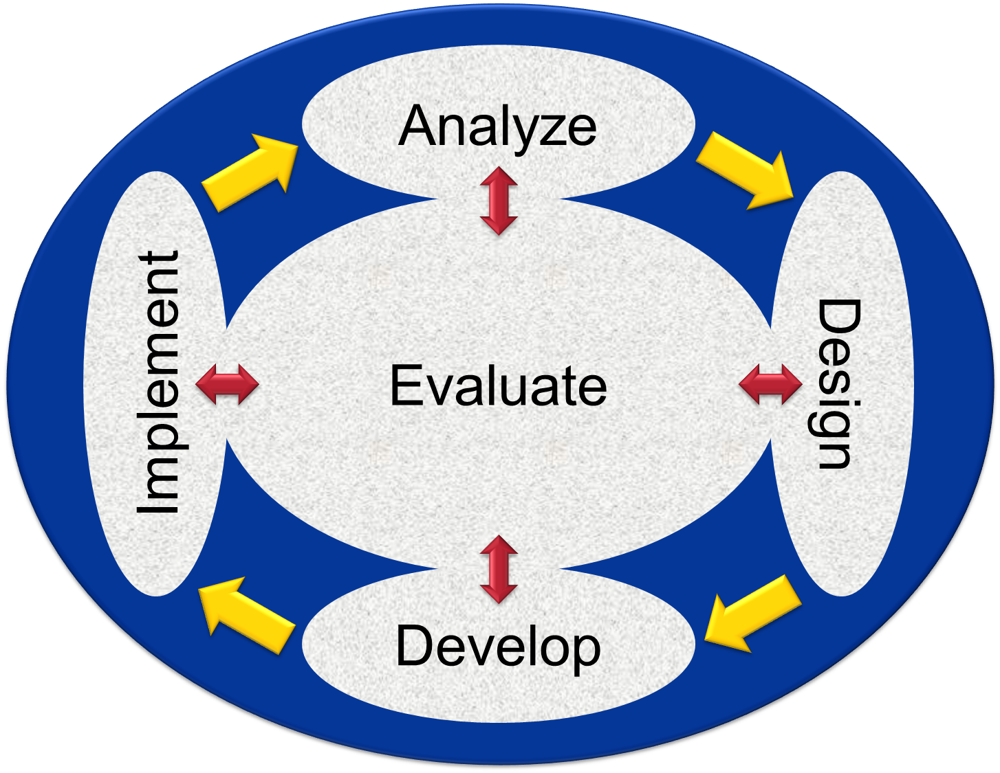 Analyze
Implement
Evaluate
Design
Develop